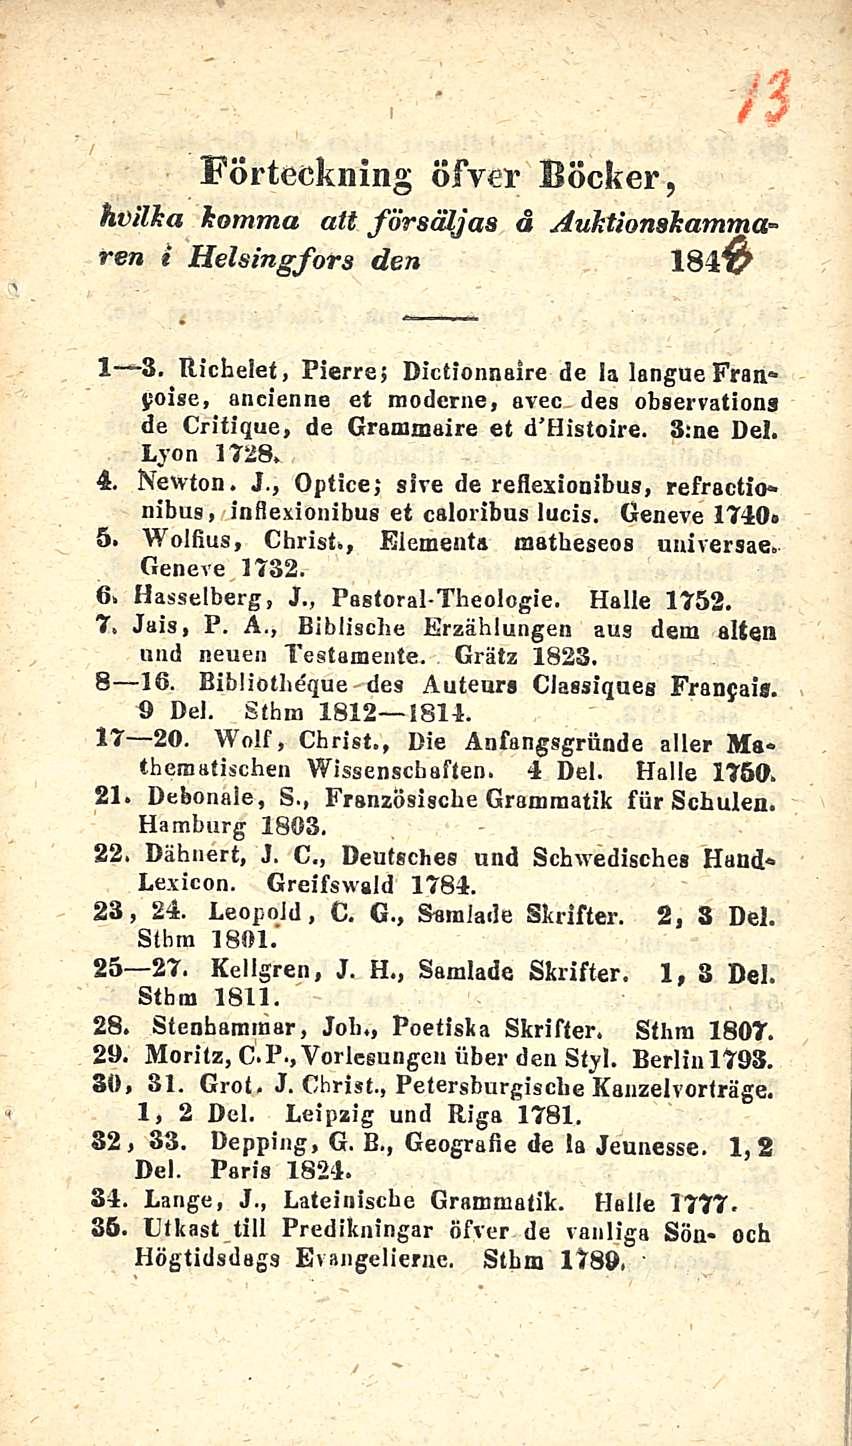 13
Förteckning öfver Böcker,
hvilka komma att försäljas å Auktionskamma-
ren i Helsingfors den 1848
1—3. Richelet, Pierre; Dictionnaire de la langue Fran-
çoise, ancienne et moderne, avec des observations
de Critique, de Grammaire et d'Histoire. 3:ne Del.
Lyon 1728.
4. Newton. J., Optice; sive de reflexionibus, refractio-
nibus, inflexionibus et caloribus lucis. Geneve 1740.
5. Wolfius, Christ., Elementa matheseos universae.
Geneve 1732.
6. Hasselberg, J., Pastoral-Theologie. Halle 1752.
7. Jais, P. A., Biblische Erzählungen aus dem alten
und neuen Testamente. Grätz 1823.
8—16. Bibliothéque des Auteurs Classiques Français.
9 Del. Sthm 1812—1814.
17—20. Wolf, Christ., Die Anfangsgründe aller Ma-
thematischen Wissenschaften. 4 Del. Halle 1750.
21. Debonale, S., Französische Grammatik für Schulen.
Hamburg 1803.
22. Dähnert, J. C., Deutsches und Schwedisches Hand-
Lexicon. Greifswald 1784.
23, 24. Leopold, C. G., Samlade Skrifter. 2, 3 Del.
Sthm 1801.
25—27. Kellgren, J. H., Samlade Skrifter. 1, 3 Del.
Sthm 1811.
28. Stenhammar, Joh., Poetiska Skrifter. Sthm 1807.
29. Moritz, C.P., Vorlesungen über den Styl. Berlin 1793.
30, 31. Grot. J. Christ., Petersburgische Kanzelvorträge.
1, 2 Del. Leipzig und Riga 1781.
32, 33. Depping, G. B., Geografie de la Jeunesse. 1, 2
Del. Paris 1824.
34. Lange, J., Lateinische Grammatik. Halle 1777.
35. Utkast till Predikningar öfver de vanliga Sön- och
Högtidsdags Evangelierne. Sthm 1789.